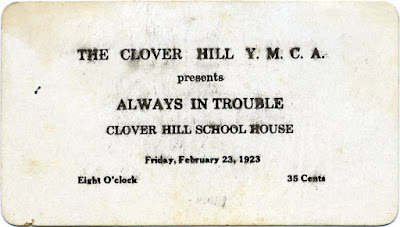 THE CLOVER HILL Y. M. C. A.
presents
ALWAYS IN TROUBLE
CLOVER HILL SCHOOL HOUSE
Friday, February 23, 1923
Eight O'clock 35 Cents